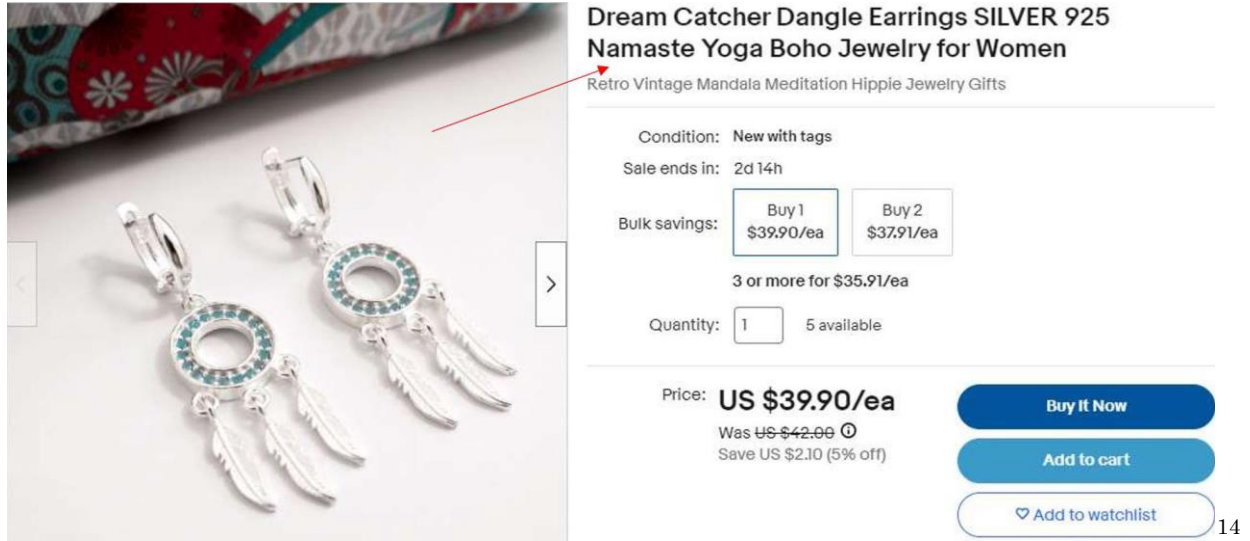 Dream Catcher Dangle Earrings SILVER 925
Namaste Yoga Boho Jewelry for Women
Retro Vintage Mandala Meditation Hippie Jewelry Gifts
Condition: New with tags
Sale ends in: 2d 14h
Bulk savings:
Buy 1
$39.90/ea
Buy 2
$37.91/ea
3 or more for $35.91/ea
Quantity: 1 5 available
Price: US $39.90/ea
Was US $42.00
Save US $2.10 (5% off)
Buy It Now
Add to cart
Add to watchlist
14